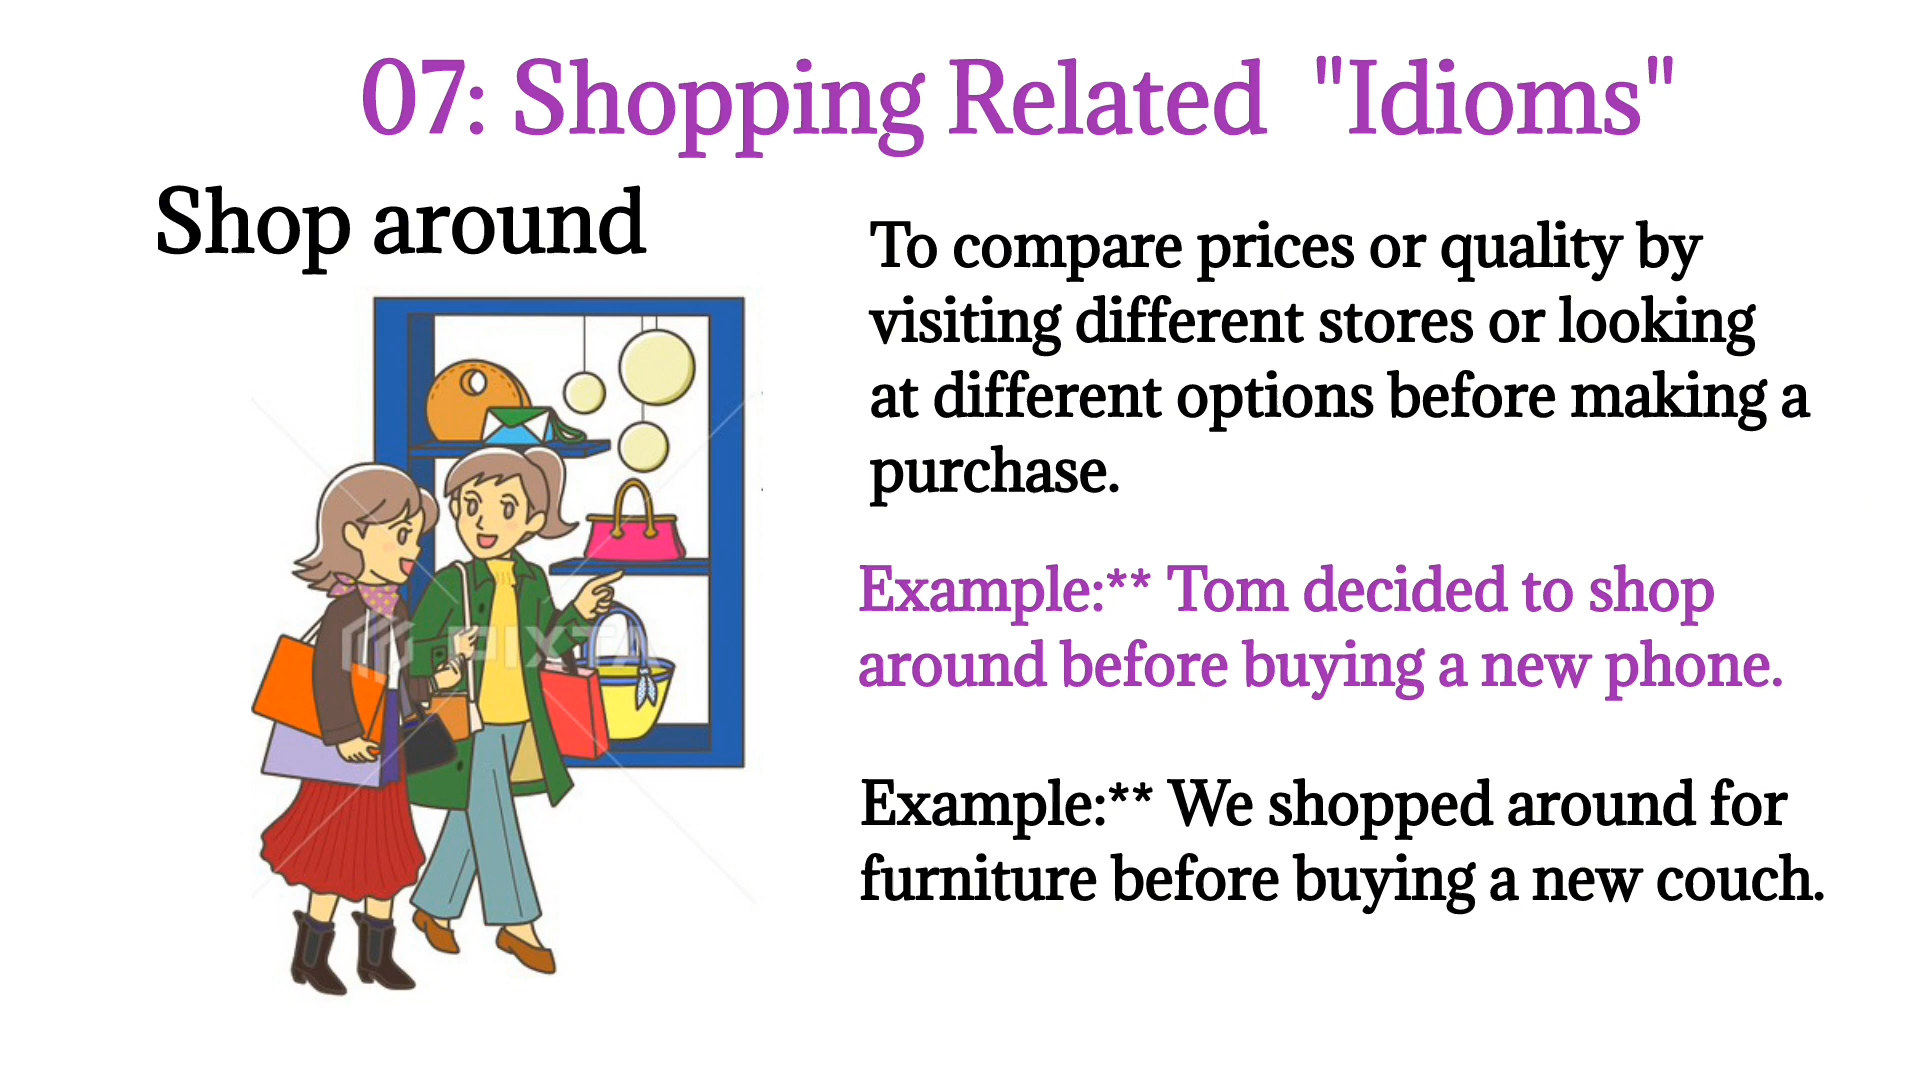 07: Shopping Related "Idioms"
Shop around
To compare prices or quality by
visiting different stores or looking
at different options before making a
purchase.
Example:** Tom decided to shop
around before buying a new phone.
Example:** We shopped around for
furniture before buying a new couch.
PIXTA